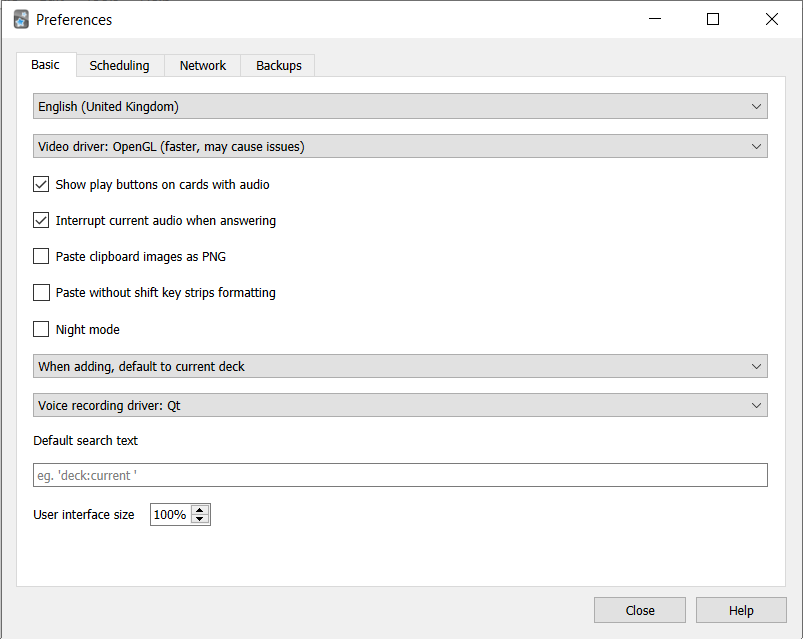 Preferences
Basic
Scheduling
Network
Backups
English (United Kingdom)
Video driver: OpenGL (faster, may cause issues)
Show play buttons on cards with audio
Interrupt current audio when answering
Paste clipboard images as PNG
Paste without shift key strips formatting
Night mode
When adding, default to current deck
Voice recording driver: Qt
Default search text
eg. 'deck:current '
User interface size 100%
Close
Help